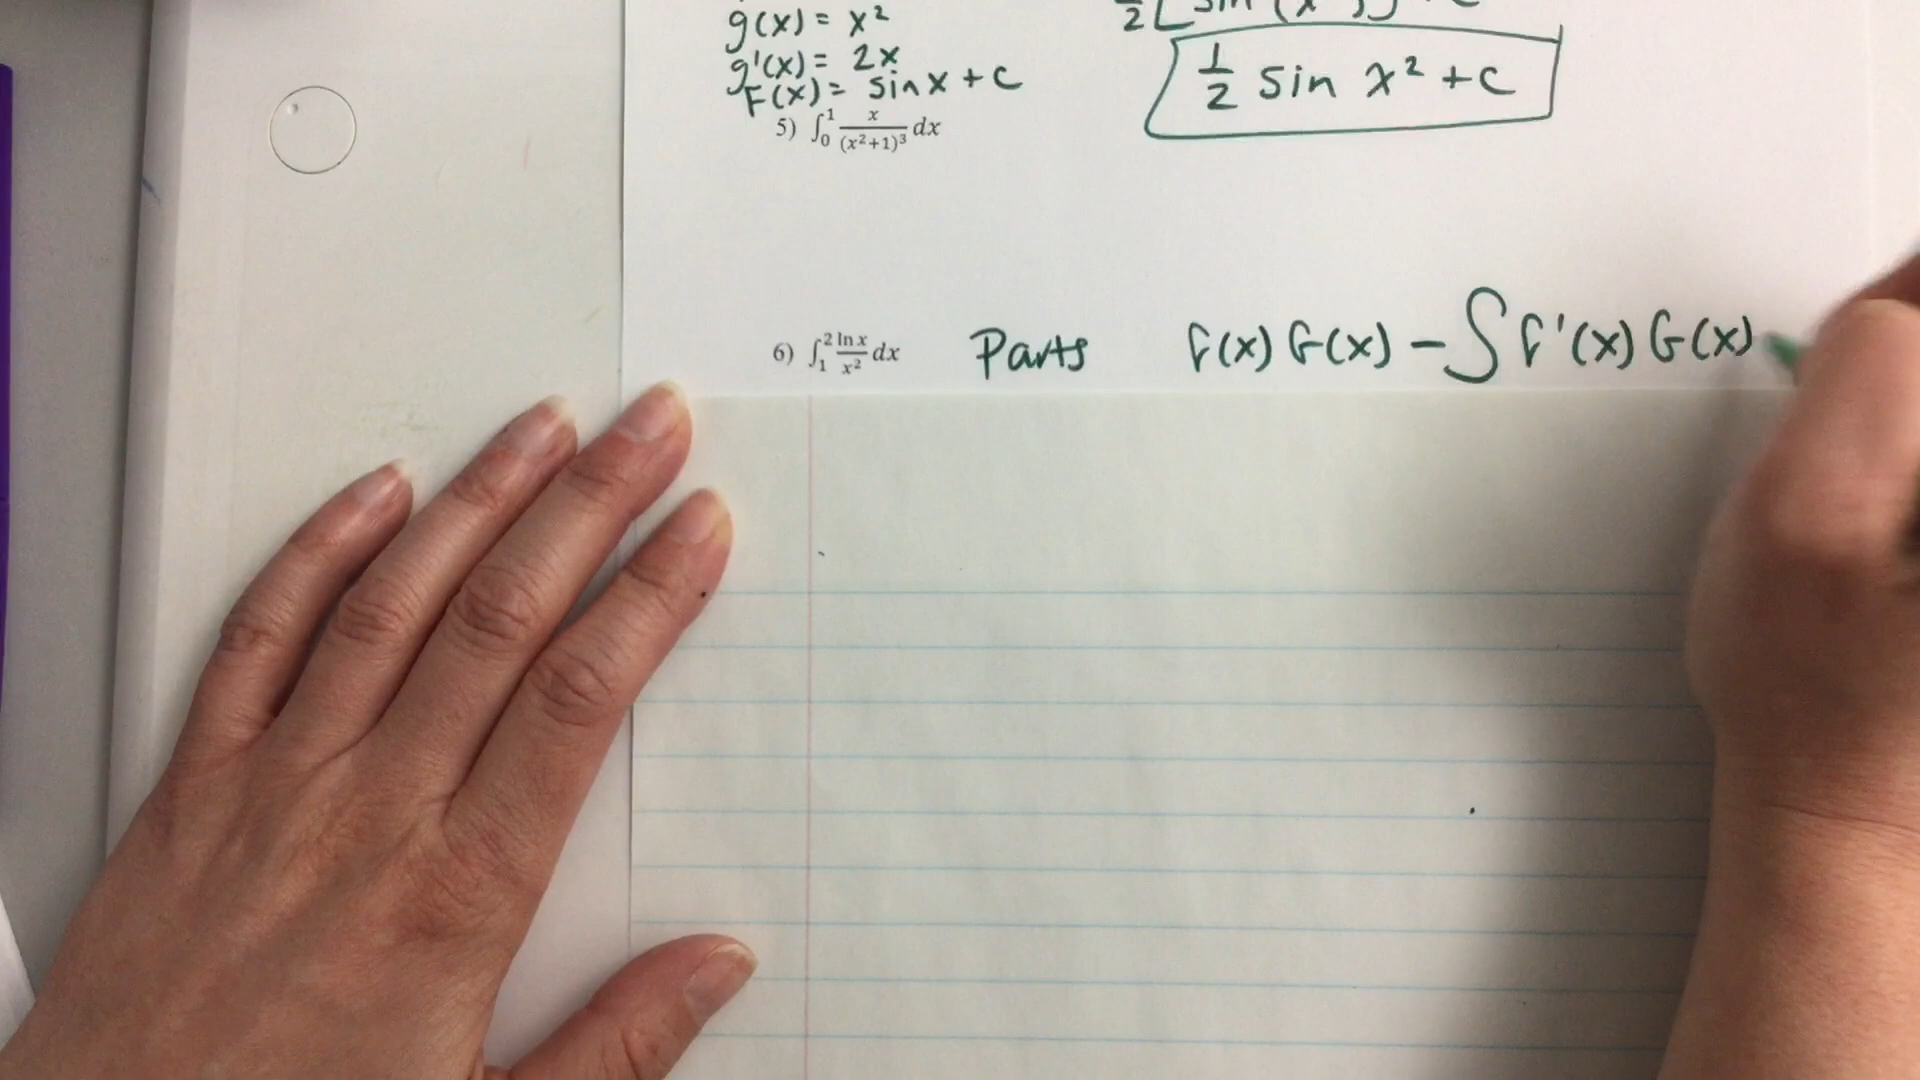 g(x) = x²
g'(x) = 2x
F(x) = sin x + c
½ sin x² + c
5) ∫₀¹ x/(x²+1)³ dx
6) ∫₁² ln x/x² dx Parts f(x) G(x) - ∫ f'(x) G(x)